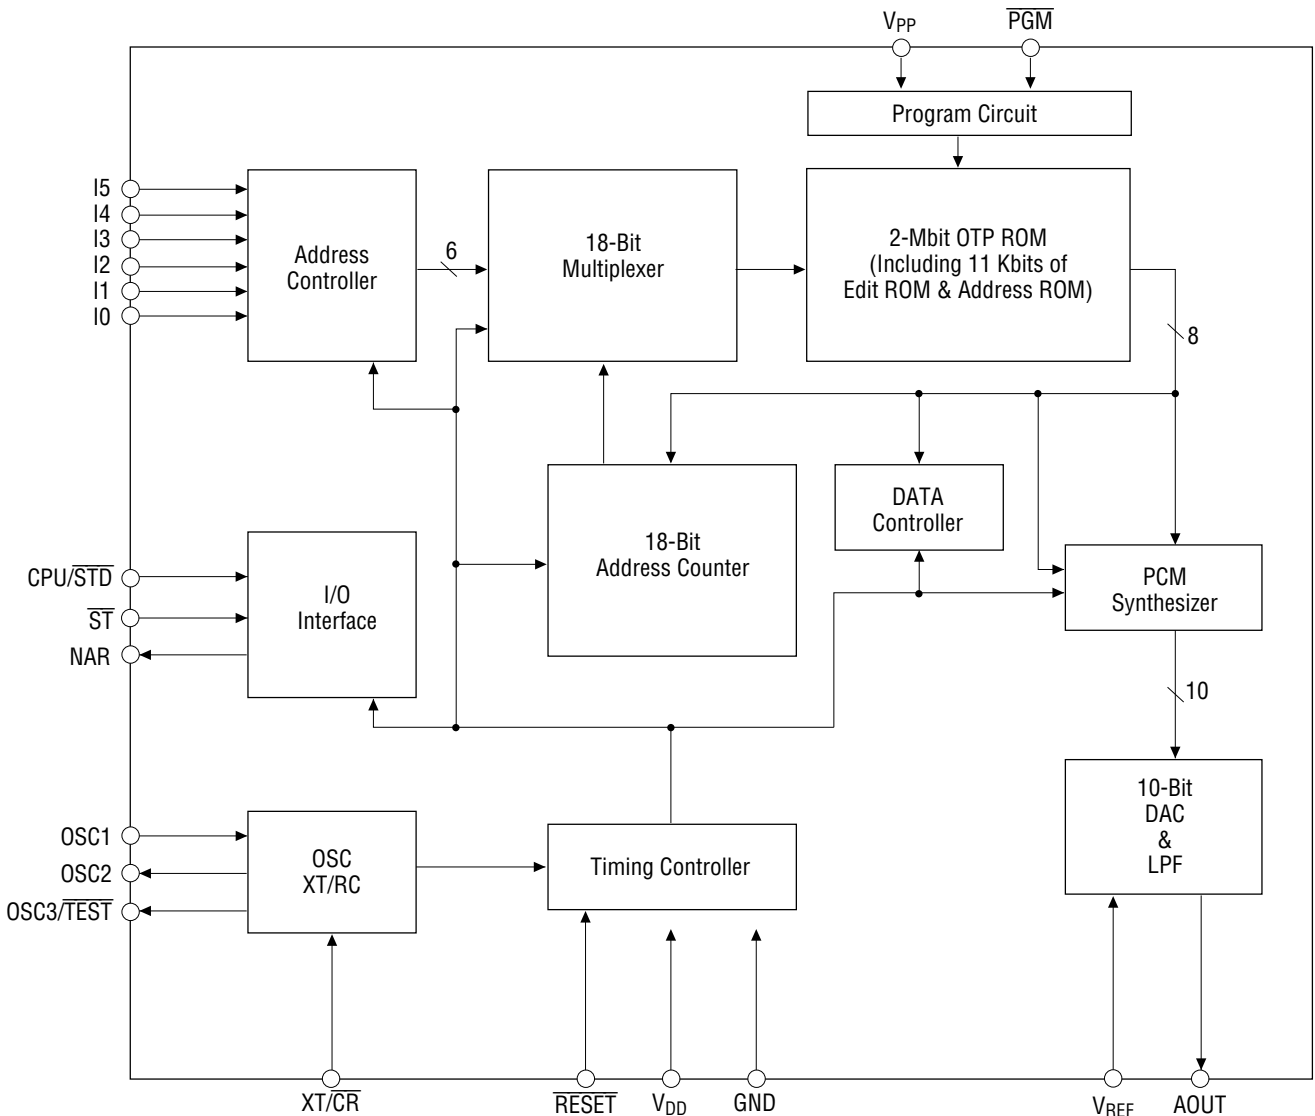 VPP
PGM
Program Circuit
I5
I4
I3
I2
I1
I0
Address
Controller
6
18-Bit
Multiplexer
2-Mbit OTP ROM
(Including 11 Kbits of
Edit ROM & Address ROM)
8
18-Bit
Address Counter
DATA
Controller
PCM
Synthesizer
CPU/STD
ST
NAR
I/O
Interface
10
OSC1
OSC2
OSC3/TEST
OSC
XT/RC
Timing Controller
10-Bit
DAC
&
LPF
XT/CR
RESET
VDD
GND
VREF
AOUT